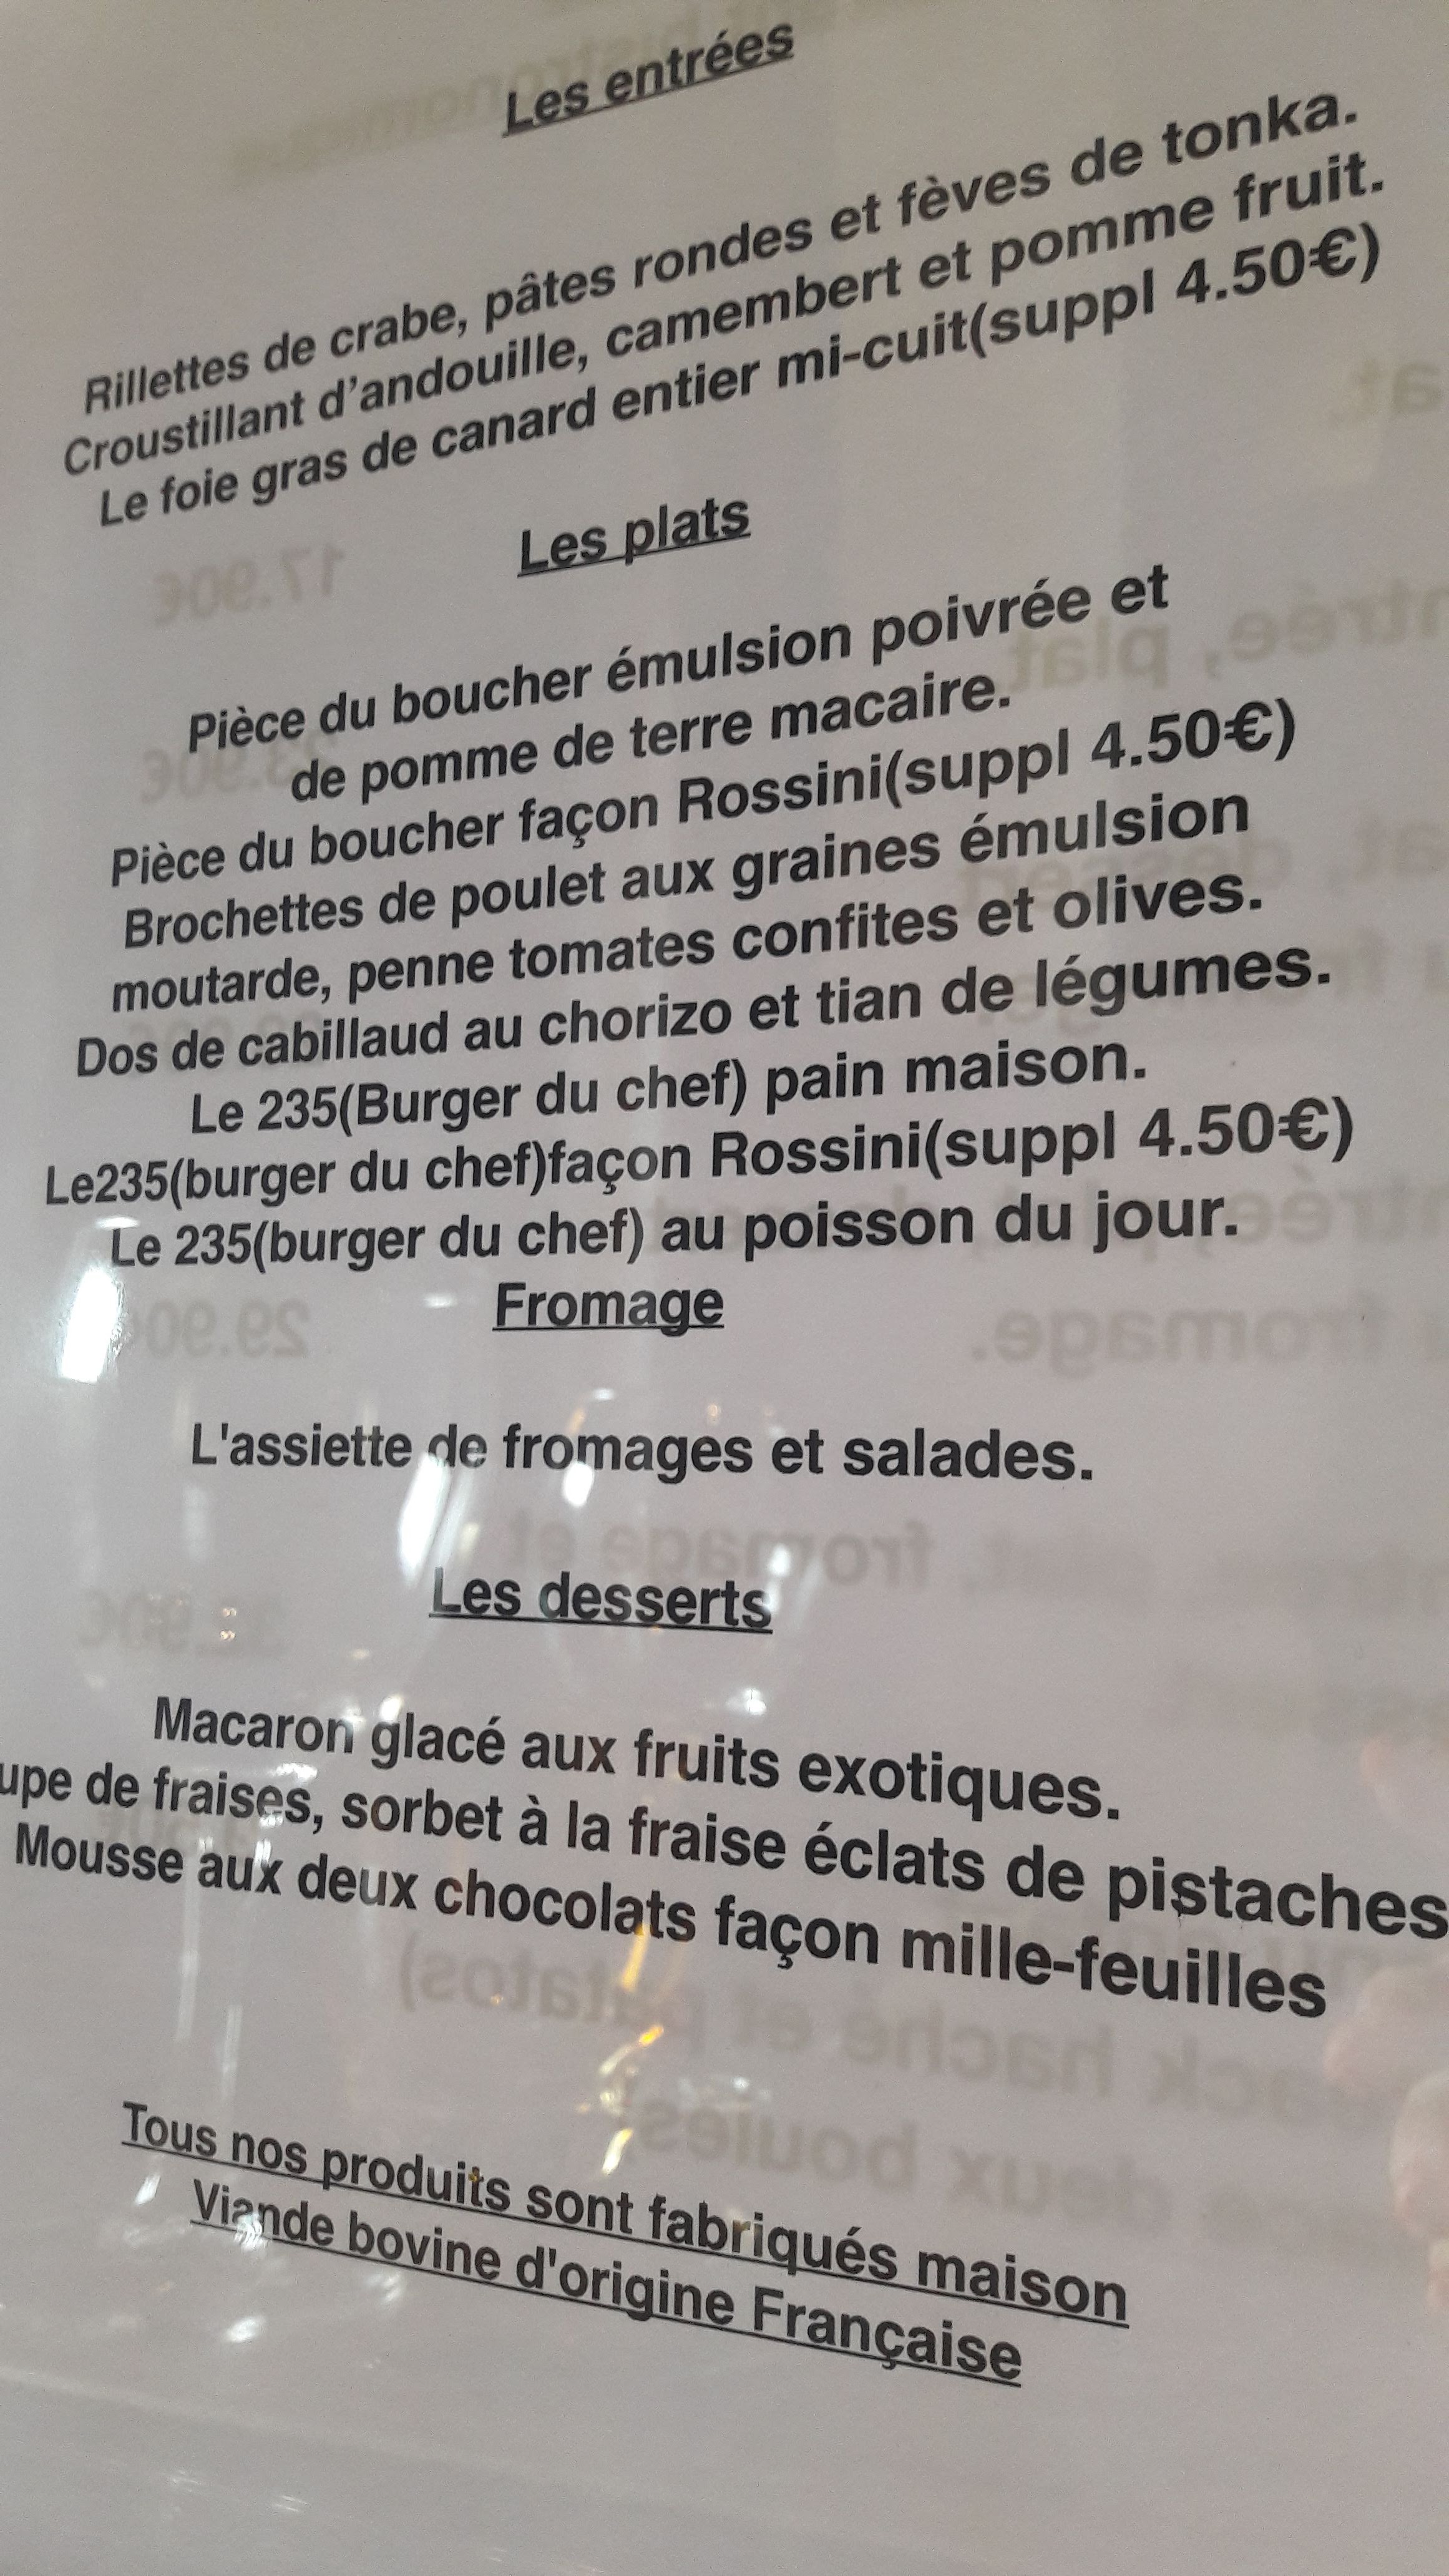 Les entrées
Rillettes de crabe, pâtes rondes et fèves de tonka.
Croustillant d'andouille, camembert et pomme fruit.
Le foie gras de canard entier mi-cuit(suppl 4.50€)
Les plats
Pièce du boucher émulsion poivrée et
de pomme de terre macaire.
Pièce du boucher façon Rossini(suppl 4.50€)
Brochettes de poulet aux graines émulsion
moutarde, penne tomates confites et olives.
Dos de cabillaud au chorizo et tian de légumes.
Le 235(Burger du chef) pain maison.
Le235(burger du chef)façon Rossini(suppl 4.50€)
Le 235(burger du chef) au poisson du jour.
Fromage
L'assiette de fromages et salades.
Les desserts
Macaron glacé aux fruits exotiques.
upe de fraises, sorbet à la fraise éclats de pistaches
Mousse aux deux chocolats façon mille-feuilles
Tous nos produits sont fabriqués maison
Viande bovine d'origine Française